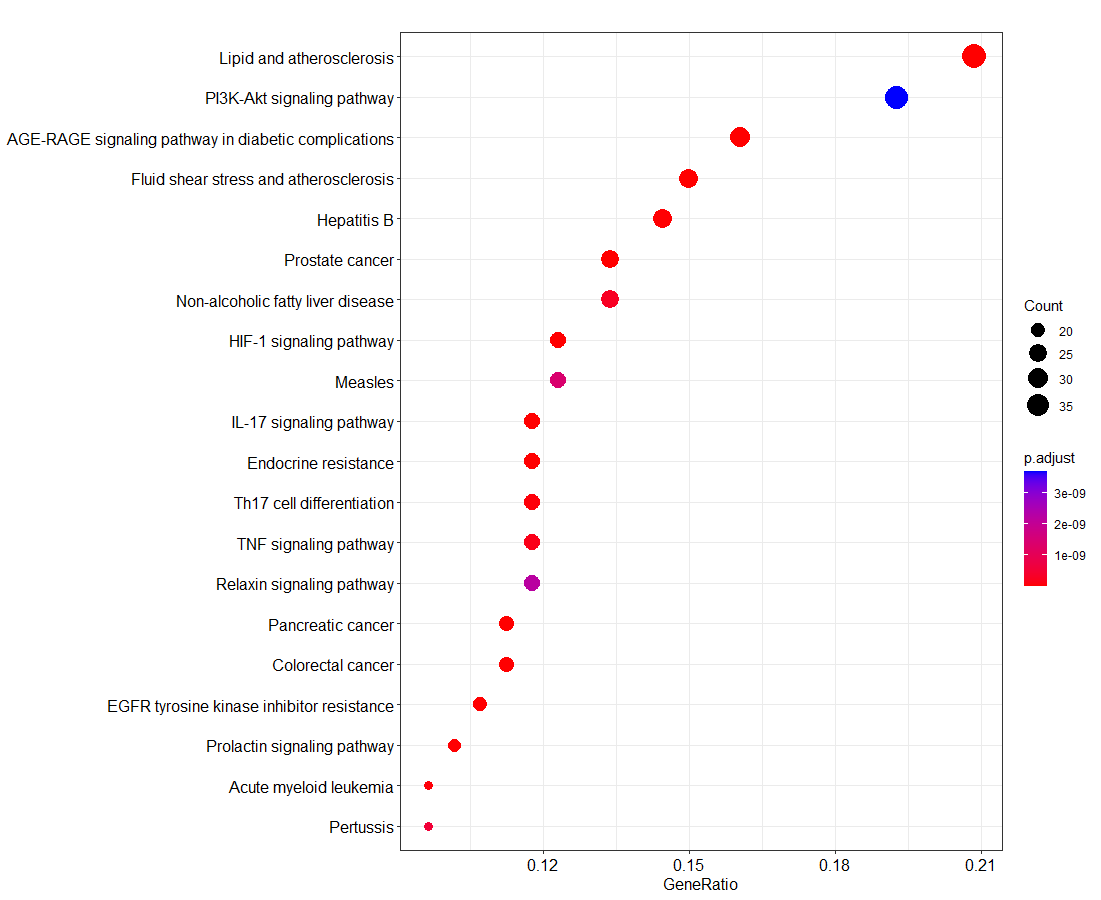 Lipid and atherosclerosis
PI3K-Akt signaling pathway
AGE-RAGE signaling pathway in diabetic complications
Fluid shear stress and atherosclerosis
Hepatitis B
Prostate cancer
Non-alcoholic fatty liver disease
HIF-1 signaling pathway
Measles
IL-17 signaling pathway
Endocrine resistance
Th17 cell differentiation
TNF signaling pathway
Relaxin signaling pathway
Pancreatic cancer
Colorectal cancer
EGFR tyrosine kinase inhibitor resistance
Prolactin signaling pathway
Acute myeloid leukemia
Pertussis
0.12 0.15 0.18 0.21
GeneRatio
Count
20
25
30
35
p.adjust
3e-09
2e-09
1e-09